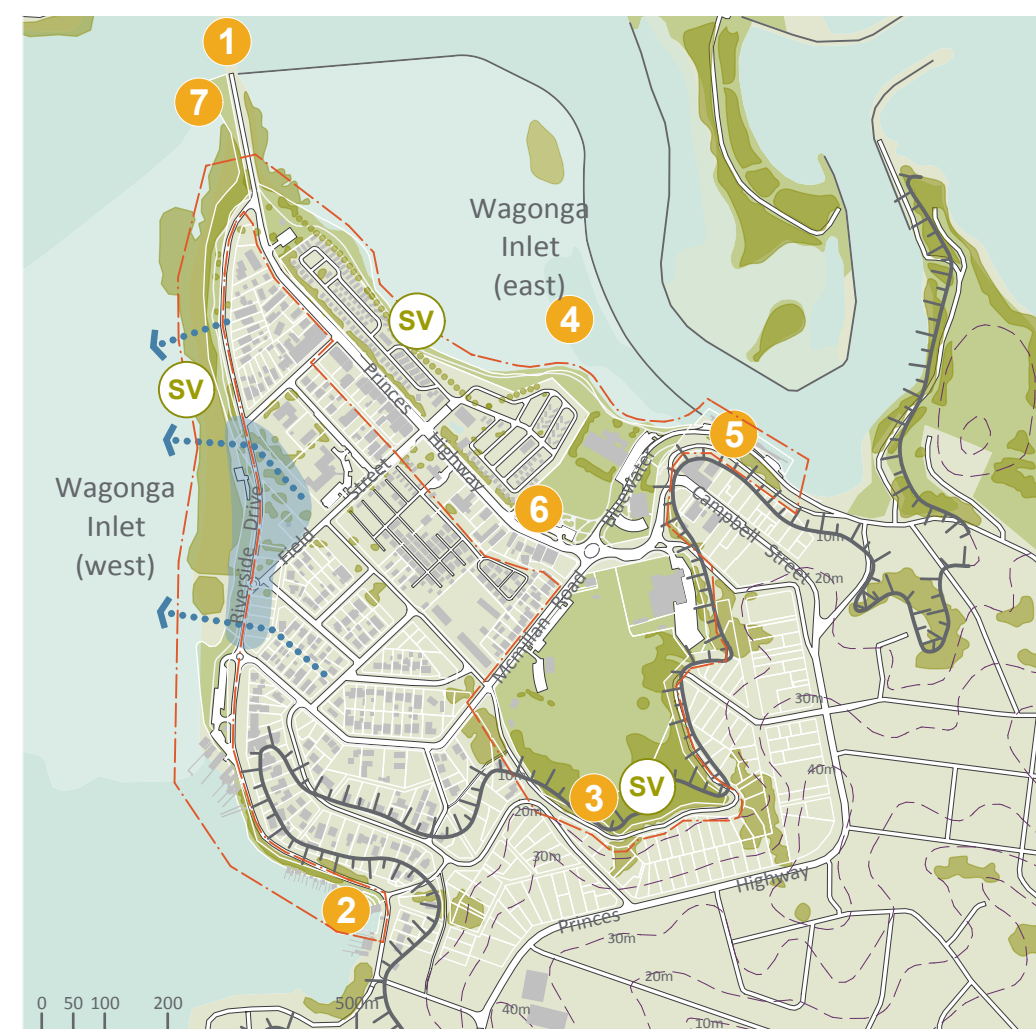 1
7
Wagonga
Inlet
(east)
4
SV
SV
Princes
Highway
5
Street
Field
6
BlueWater
Campbell Street
10m
20m
Wagonga
Inlet
(west)
Riverside Drive
Mcmillan Road
30m
40m
10m
SV
3
20m
30m
Highway
Princes
30m
2
20m
40m
10m
0 50 100 200 500m